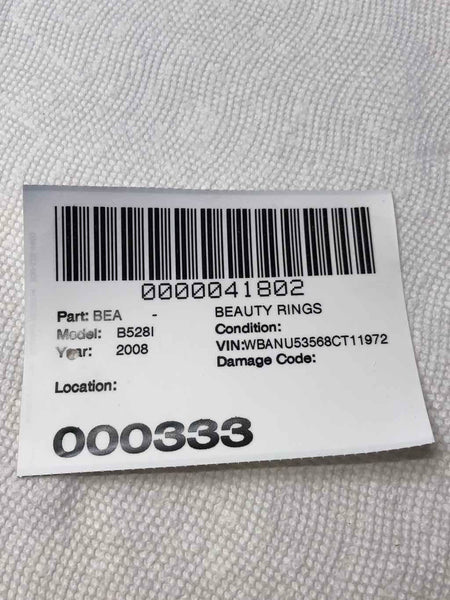 0000041802
Part: BEA - BEAUTY RINGS
Model: B528I Condition:
Year: 2008 VIN:WBANU53568CT11972
Damage Code:
Location:
000333